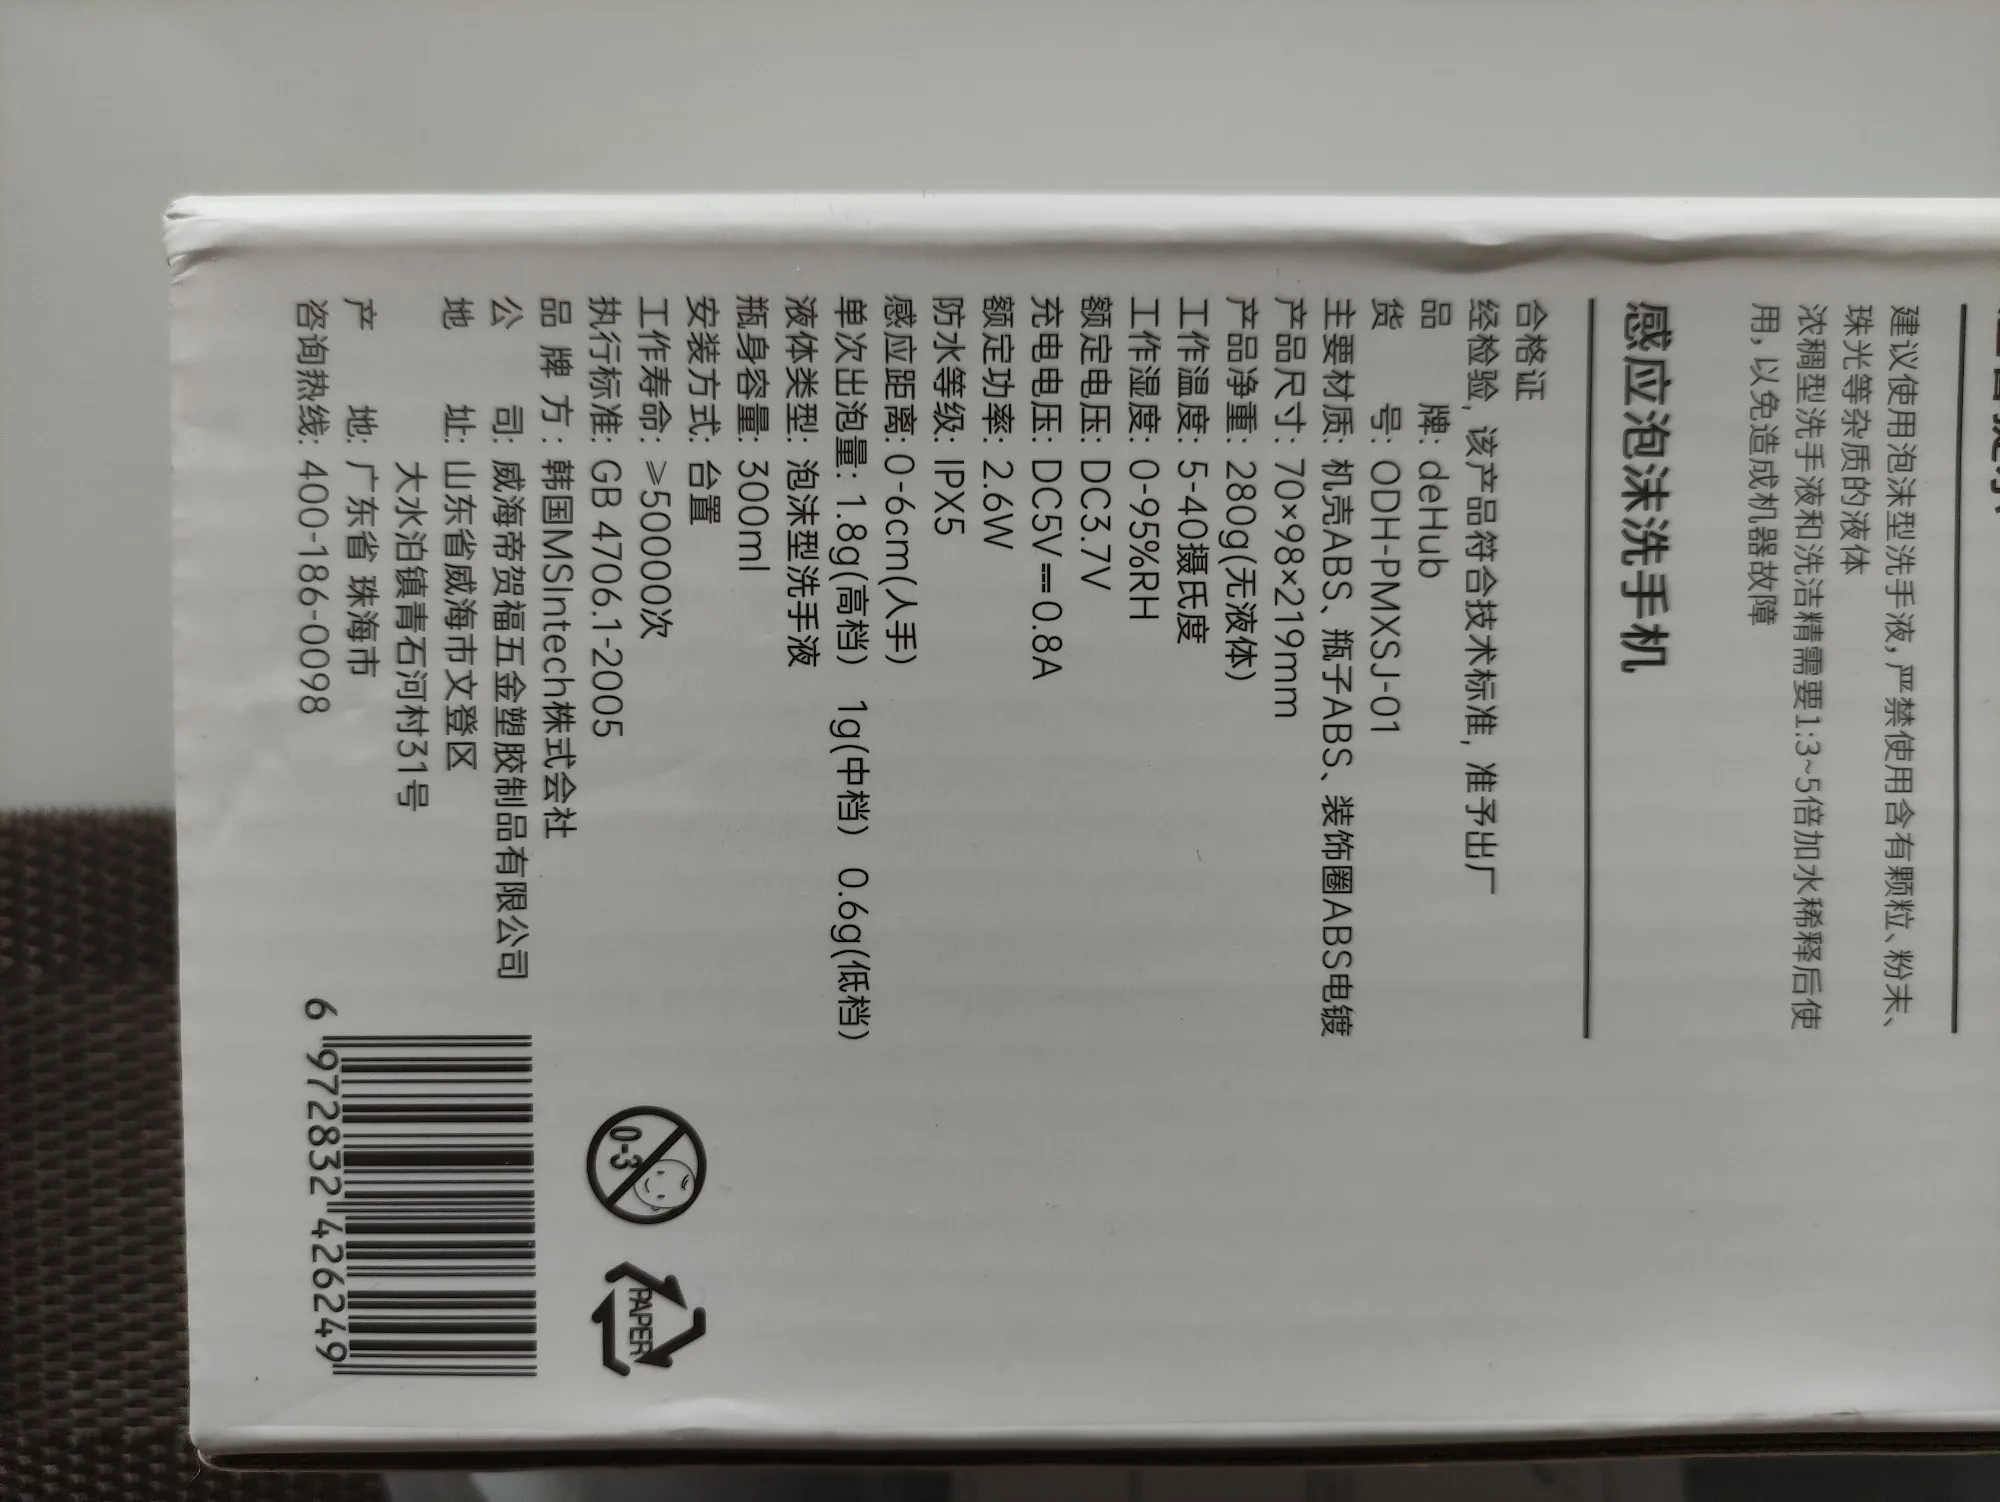 建议使用泡沫型洗手液，严禁使用含有颗粒、粉末、
珠光等杂质的液体
浓稠型洗手液和洗洁精需要1:3~5倍加水稀释后使
用，以免造成机器故障
感应泡沫洗手机
合格证
经检验，该产品符合技术标准，准予出厂
品 牌: deHub
货 号: ODH-PMXSJ-01
主要材质: 机壳ABS、瓶子ABS、装饰圈ABS电镀
产品尺寸: 70×98×219mm
产品净重: 280g(无液体)
工作温度: 5-40摄氏度
工作湿度: 0-95%RH
额定电压: DC3.7V
充电电压: DC5V⎓0.8A
额定功率: 2.6W
防水等级: IPX5
感应距离: 0-6cm(人手)
单次出泡量: 1.8g(高档) 1g(中档) 0.6g(低档)
液体类型: 泡沫型洗手液
瓶身容量: 300ml
安装方式: 台置
工作寿命: ≥50000次
执行标准: GB 4706.1-2005
品 牌 方: 韩国MSIntech株式会社
公 司: 威海帝贺福五金塑胶制品有限公司
地 址: 山东省威海市文登区
大水泊镇青石河村31号
产 地: 广东省 珠海市
咨询热线: 400-186-0098
0-3
PAPER
6 972832 426249